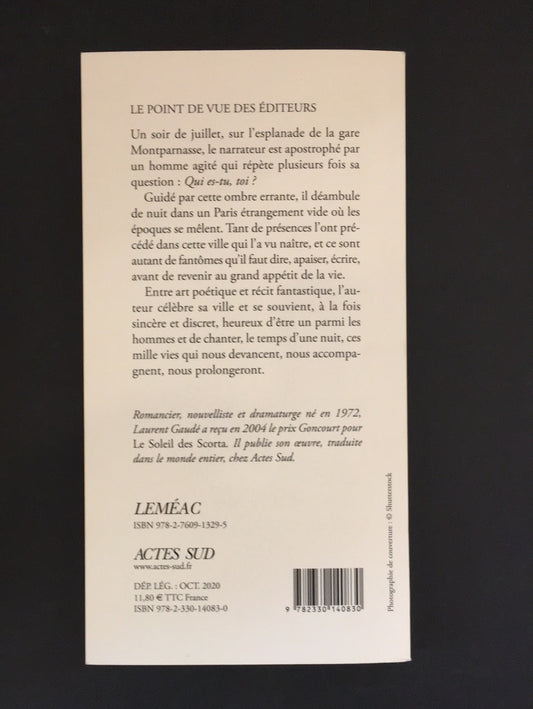 LE POINT DE VUE DES ÉDITEURS
Un soir de juillet, sur l'esplanade de la gare
Montparnasse, le narrateur est apostrophé par
un homme agité qui répète plusieurs fois sa
question : Qui es-tu, toi ?
Guidé par cette ombre errante, il déambule
de nuit dans un Paris étrangement vide où les
époques se mêlent. Tant de présences l'ont pré-
cédé dans cette ville qui l'a vu naître, et ce sont
autant de fantômes qu'il faut dire, apaiser, écrire,
avant de revenir au grand appétit de la vie.
Entre art poétique et récit fantastique, l'au-
teur célèbre sa ville et se souvient, à la fois
sincère et discret, heureux d'être un parmi les
hommes et de chanter, le temps d'une nuit, ces
mille vies qui nous devancent, nous accompa-
gnent, nous prolongeront.
Romancier, nouvelliste et dramaturge né en 1972,
Laurent Gaudé a reçu en 2004 le prix Goncourt pour
Le Soleil des Scorta. Il publie son œuvre, traduite
dans le monde entier, chez Actes Sud.
LEMÉAC
ISBN 978-2-7609-1329-5
ACTES SUD
www.actes-sud.fr
DÉP. LÉG. : OCT. 2020
11,80 € TTC France
ISBN 978-2-330-14083-0
9 782330 140830
Photographie de couverture : © Shutterstock